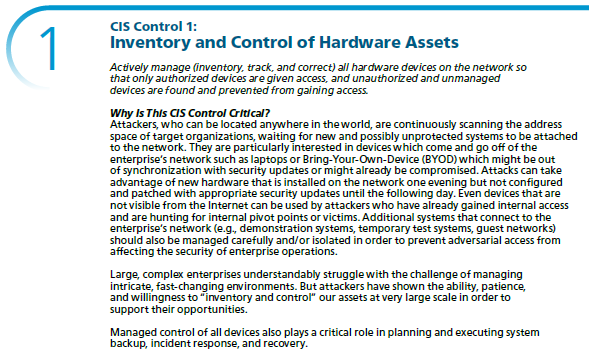 1
CIS Control 1:
Inventory and Control of Hardware Assets
Actively manage (inventory, track, and correct) all hardware devices on the network so
that only authorized devices are given access, and unauthorized and unmanaged
devices are found and prevented from gaining access.
Why Is This CIS Control Critical?
Attackers, who can be located anywhere in the world, are continuously scanning the address
space of target organizations, waiting for new and possibly unprotected systems to be attached
to the network. They are particularly interested in devices which come and go off of the
enterprise's network such as laptops or Bring-Your-Own-Device (BYOD) which might be out
of synchronization with security updates or might already be compromised. Attacks can take
advantage of new hardware that is installed on the network one evening but not configured
and patched with appropriate security updates until the following day. Even devices that are
not visible from the Internet can be used by attackers who have already gained internal access
and are hunting for internal pivot points or victims. Additional systems that connect to the
enterprise's network (e.g., demonstration systems, temporary test systems, guest networks)
should also be managed carefully and/or isolated in order to prevent adversarial access from
affecting the security of enterprise operations.
Large, complex enterprises understandably struggle with the challenge of managing
intricate, fast-changing environments. But attackers have shown the ability, patience,
and willingness to "inventory and control" our assets at very large scale in order to
support their opportunities.
Managed control of all devices also plays a critical role in planning and executing system
backup, incident response, and recovery.